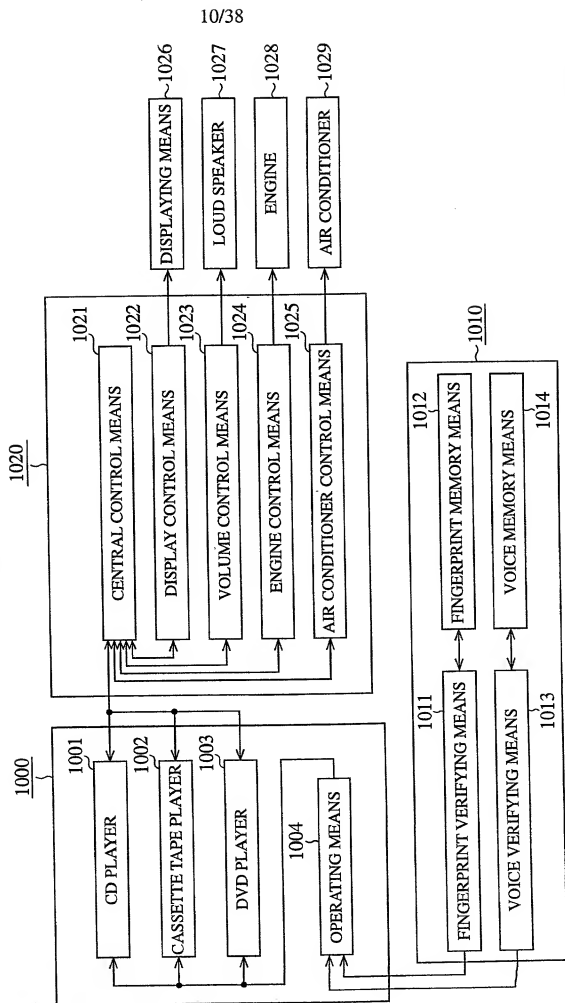 10/38
1000
1001
CD PLAYER
1002
CASSETTE TAPE PLAYER
1003
DVD PLAYER
1004
OPERATING MEANS
1020
1021
CENTRAL CONTROL MEANS
1022
DISPLAY CONTROL MEANS
1023
VOLUME CONTROL MEANS
1024
ENGINE CONTROL MEANS
1025
AIR CONDITIONER CONTROL MEANS
DISPLAYING MEANS
1026
LOUD SPEAKER
1027
ENGINE
1028
AIR CONDITIONER
1029
1010
1011
FINGERPRINT VERIFYING MEANS
1012
FINGERPRINT MEMORY MEANS
1013
VOICE VERIFYING MEANS
1014
VOICE MEMORY MEANS